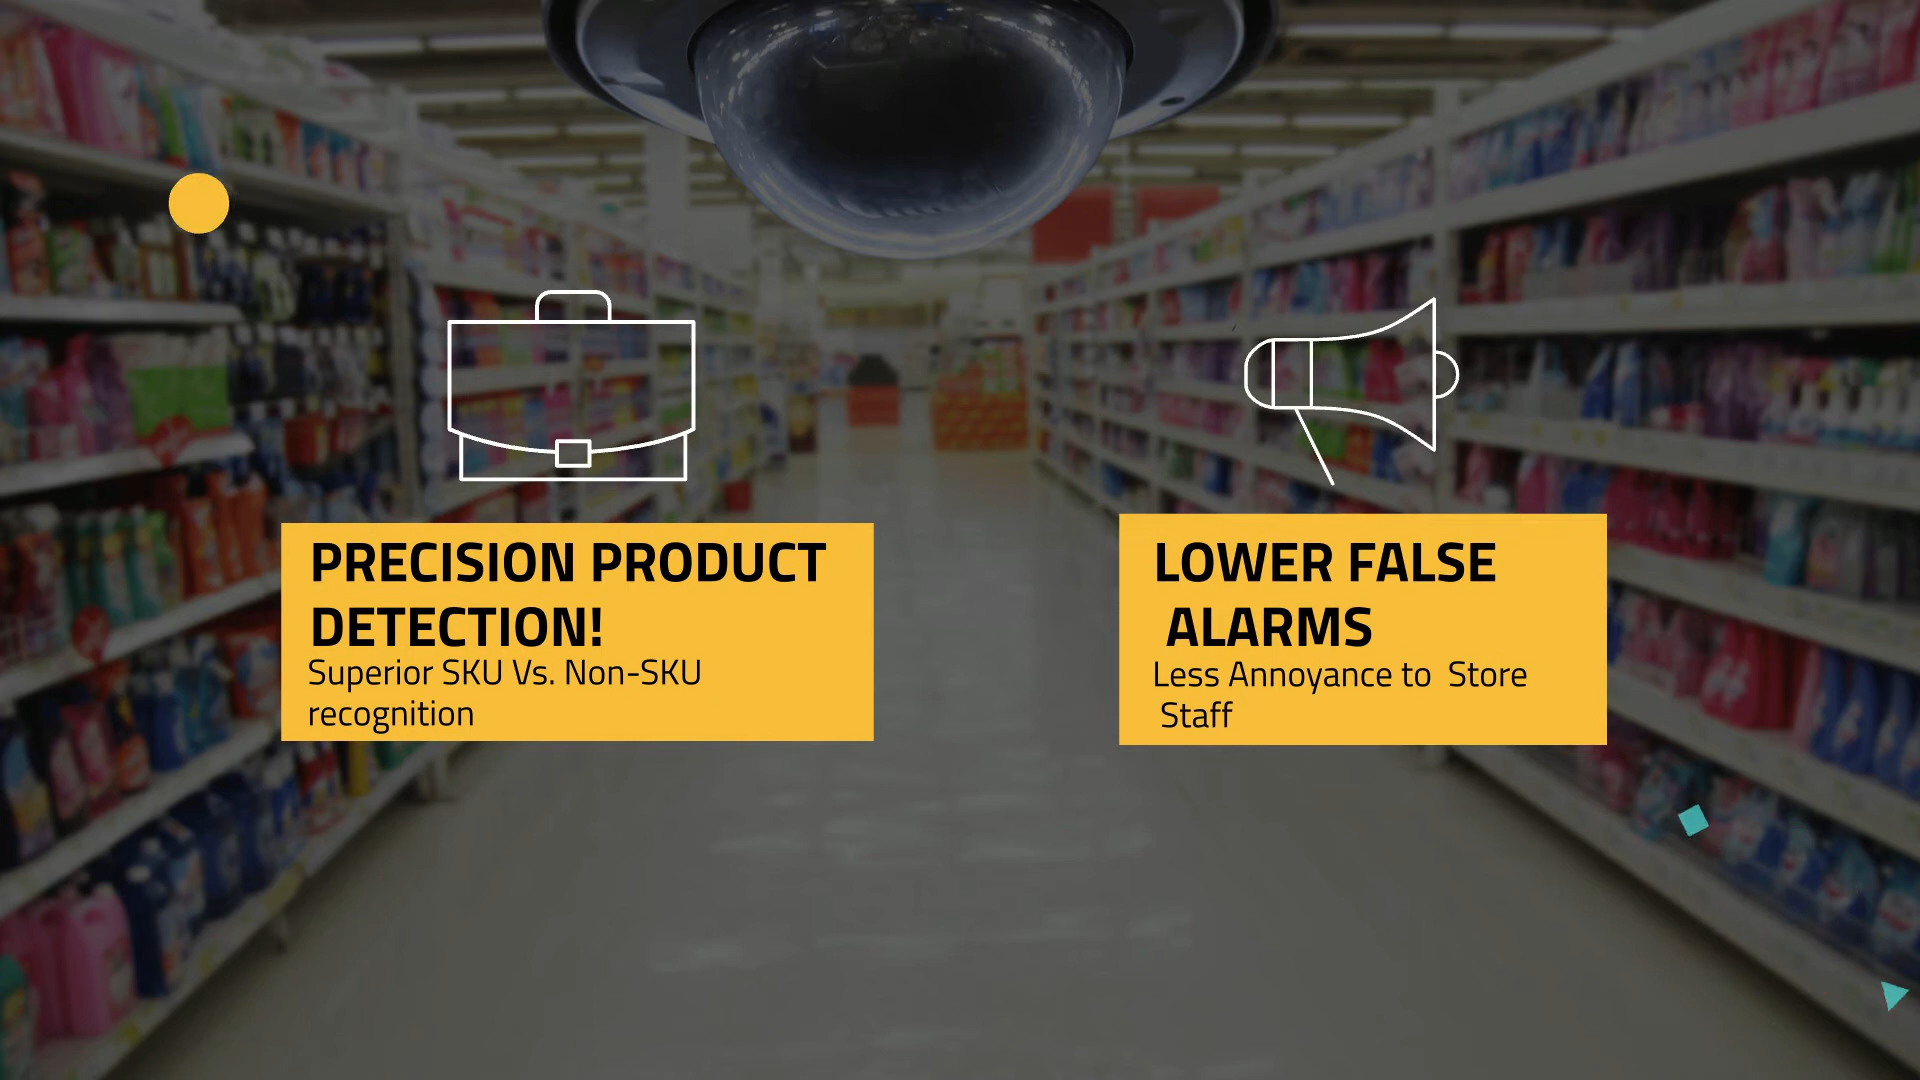 PRECISION PRODUCT
DETECTION!
Superior SKU Vs. Non-SKU
recognition
LOWER FALSE
ALARMS
Less Annoyance to Store
Staff